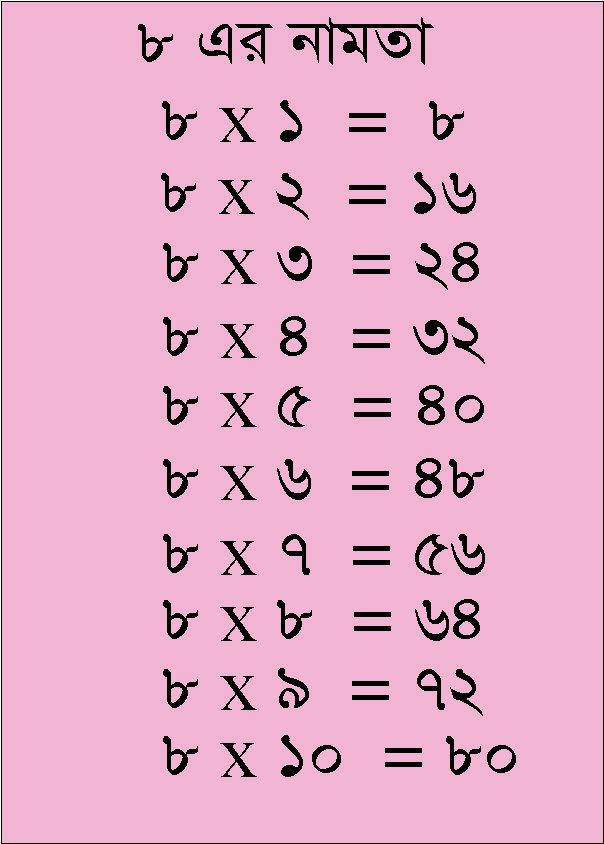 ৮ এর নামতা
৮ x ১ = ৮
৮ x ২ = ১৬
৮ x ৩ = ২৪
৮ x ৪ = ৩২
৮ x ৫ = ৪০
৮ x ৬ = ৪৮
৮ x ৭ = ৫৬
৮ x ৮ = ৬৪
৮ x ৯ = ৭২
৮ x ১০ = ৮০